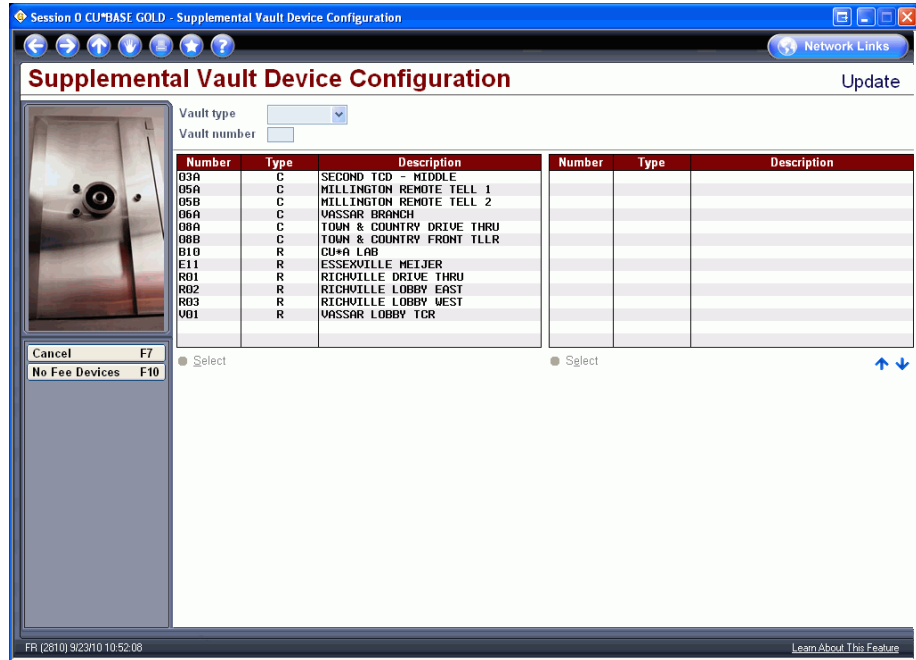 Session 0 CU*BASE GOLD - Supplemental Vault Device Configuration
Network Links
Supplemental Vault Device Configuration
Update
Vault type
Vault number
Number Type Description Number Type Description
03A C SECOND TCD - MIDDLE
05A C MILLINGTON REMOTE TELL 1
05B C MILLINGTON REMOTE TELL 2
06A C VASSAR BRANCH
08A C TOWN & COUNTRY DRIVE THRU
08B C TOWN & COUNTRY FRONT TLLR
B10 R CU*A LAB
E11 R ESSEXVILLE MEIJER
R01 R RICHVILLE DRIVE THRU
R02 R RICHVILLE LOBBY EAST
R03 R RICHVILLE LOBBY WEST
V01 R VASSAR LOBBY TCR
Cancel F7
No Fee Devices F10
Select Select
FR (2810) 9/23/10 10:52:08
Learn About This Feature